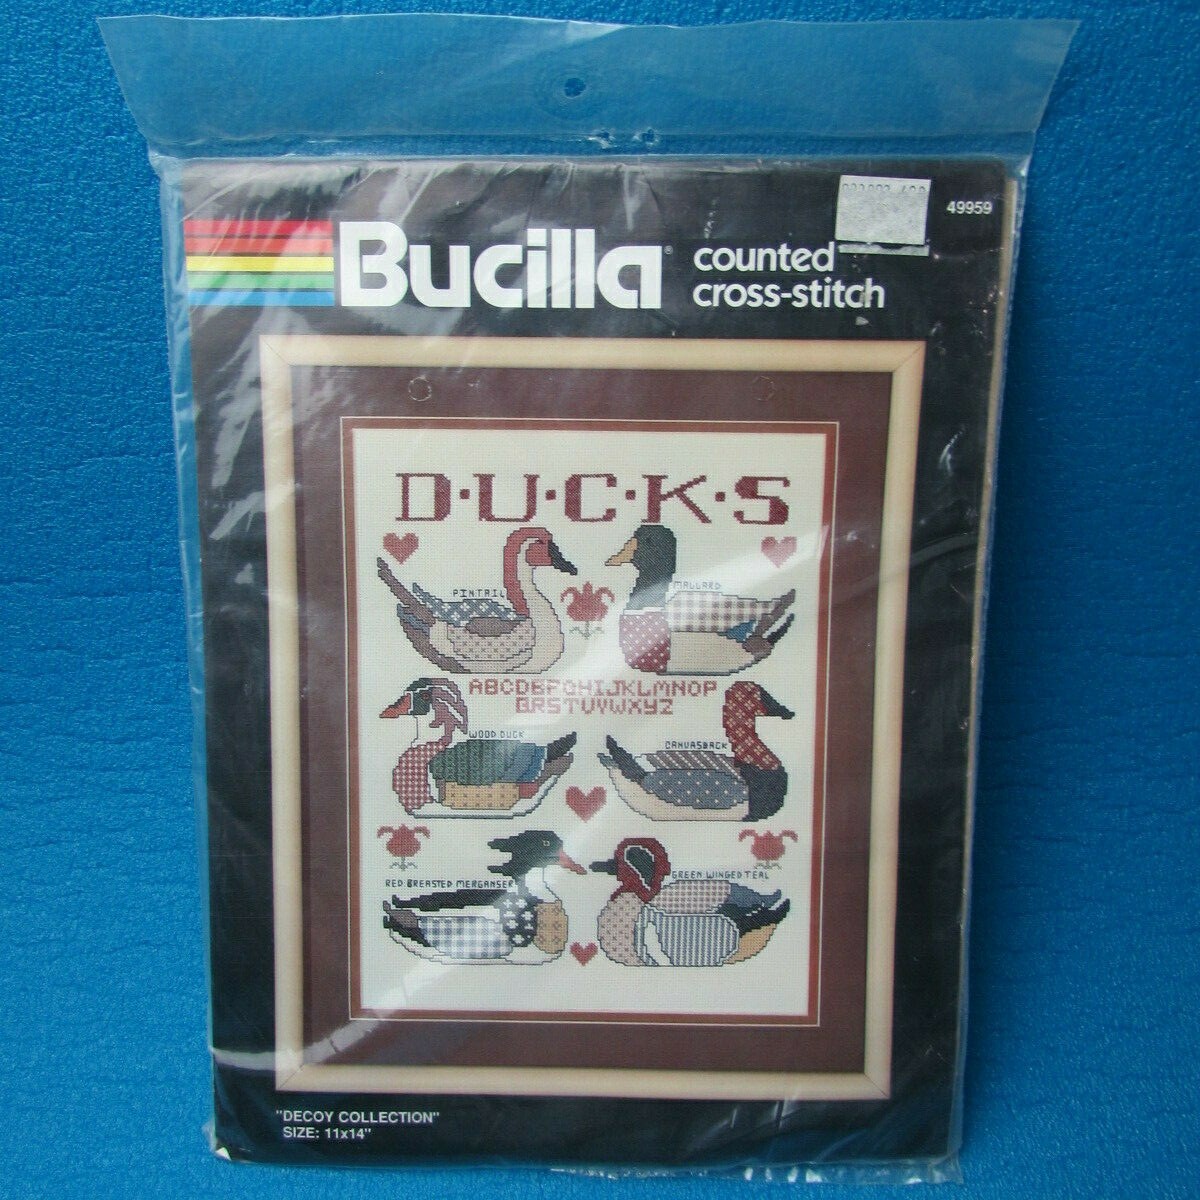 49959
Bucilla®
counted
cross-stitch
D·U·C·K·S
PINTAIL
MALLARD
ABCDEFGHIJKLMNOP
QRSTUVWXYZ
WOOD DUCK
CANVASBACK
RED BREASTED MERGANSER
GREEN WINGED TEAL
"DECOY COLLECTION"
SIZE: 11x14"